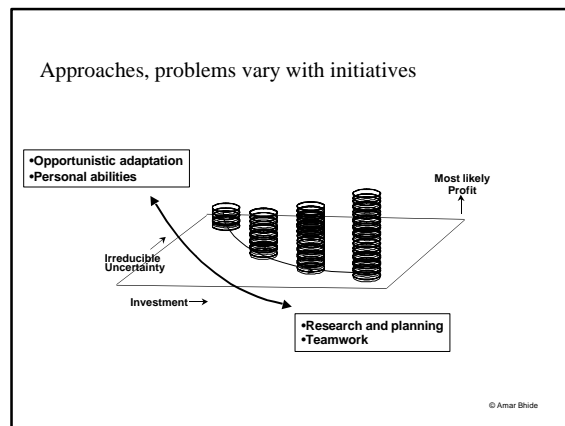 Approaches, problems vary with initiatives
•Opportunistic adaptation
•Personal abilities
Most likely
Profit
Irreducible
Uncertainty
Investment
•Research and planning
•Teamwork
© Amar Bhide